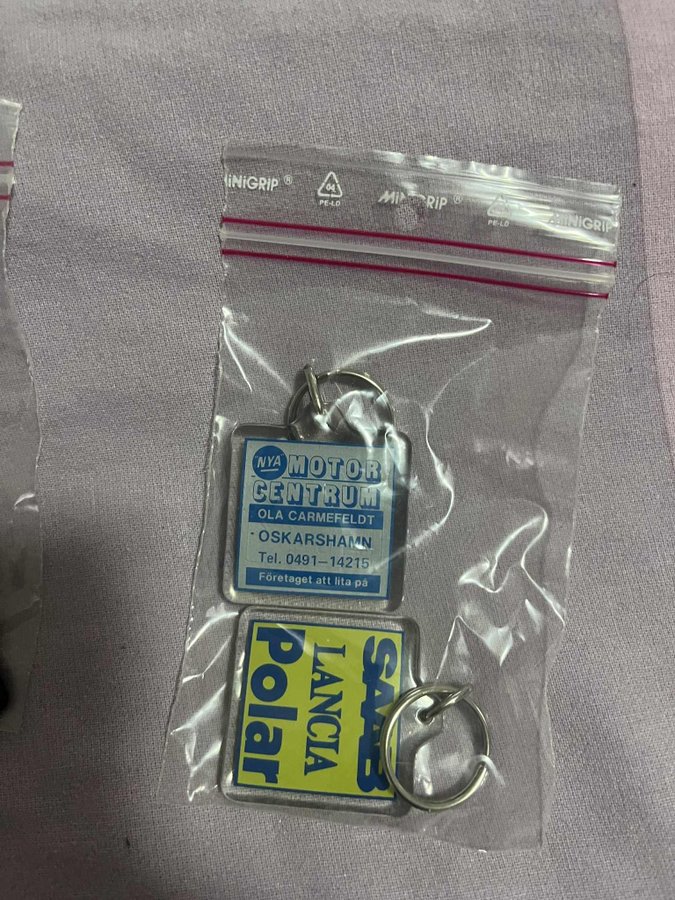 MiNiGRIP ®
04
PE-LD
MiNiGRIP ®
PE-LD
MiNiGRIP
"NYA" MOTOR
CENTRUM
OLA CARMEFELDT
OSKARSHAMN
Tel. 0491-14215
Företaget att lita på
SAAB
LANCIA
Polar